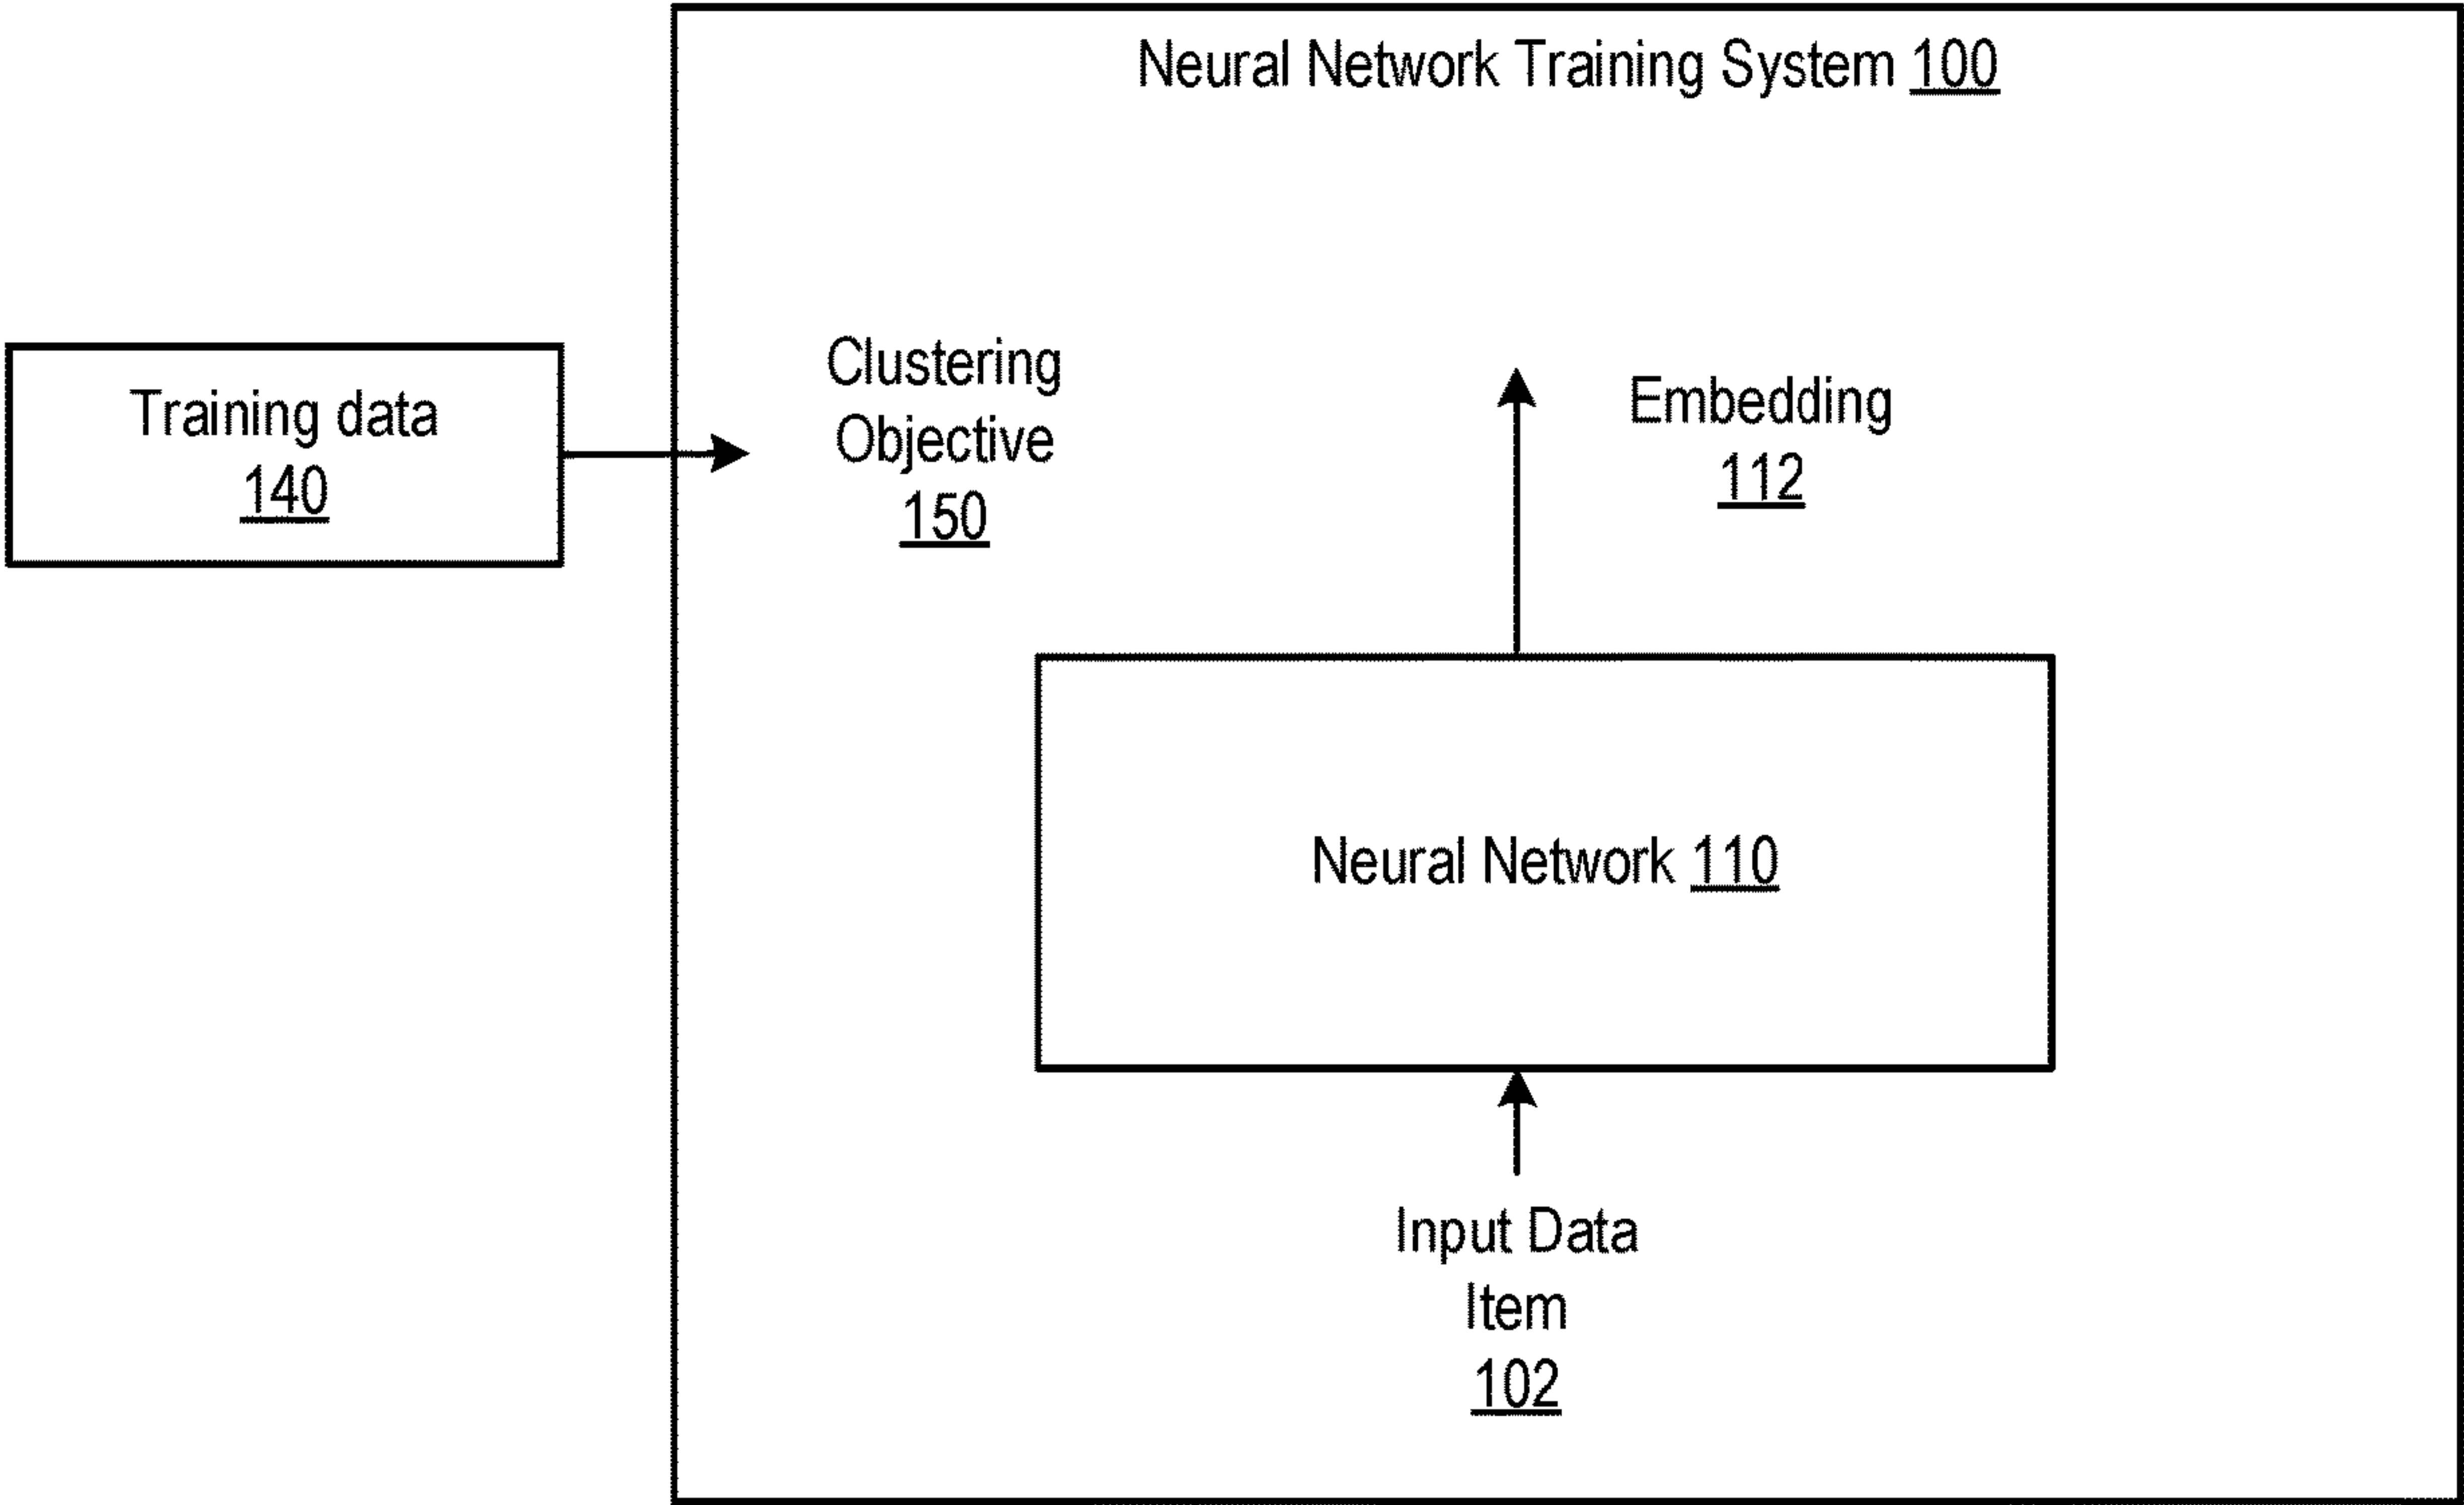 Neural Network Training System 100
Training data
140
Clustering
Objective
150
Embedding
112
Neural Network 110
Input Data
Item
102